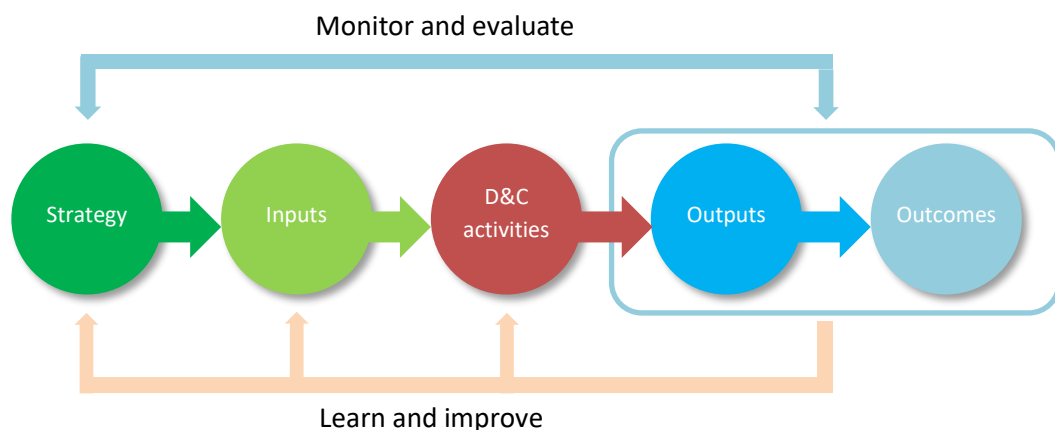 Monitor and evaluate
Strategy
Inputs
D&C
activities
Outputs
Outcomes
Learn and improve